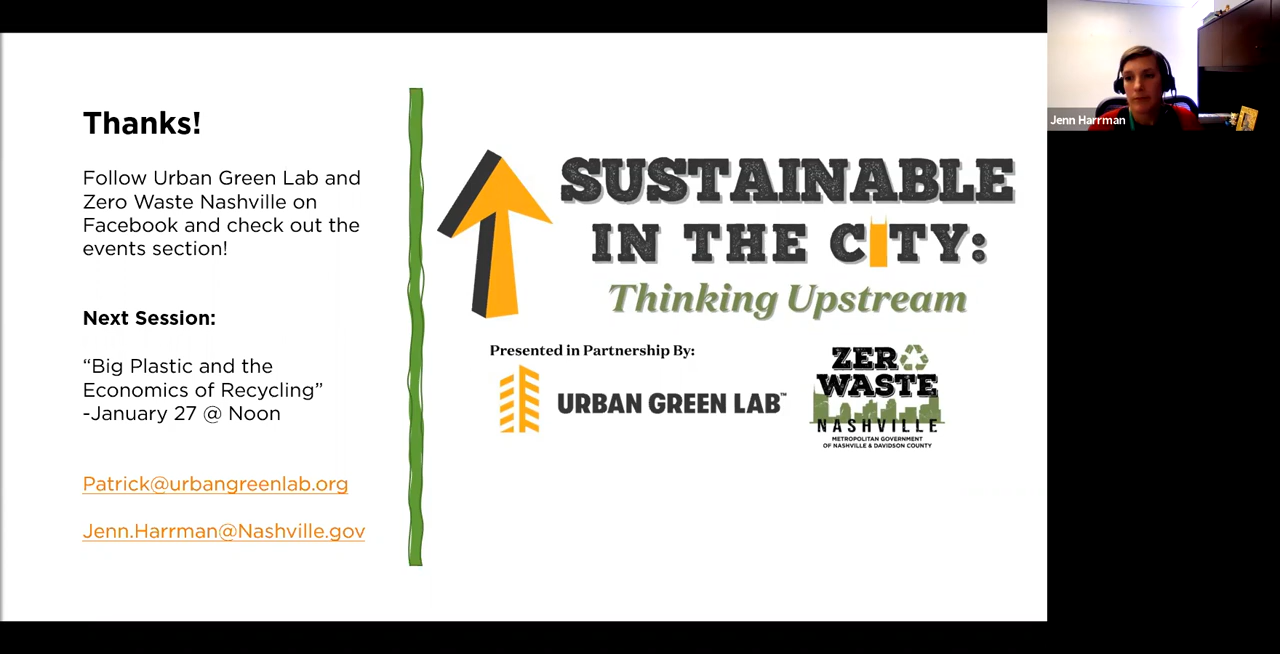 Thanks!
Follow Urban Green Lab and
Zero Waste Nashville on
Facebook and check out the
events section!
Next Session:
“Big Plastic and the
Economics of Recycling”
-January 27 @ Noon
Patrick@urbangreenlab.org
Jenn.Harrman@Nashville.gov
SUSTAINABLE
IN THE CITY:
Thinking Upstream
Presented in Partnership By:
URBAN GREEN LAB™
ZERO
WASTE
NASHVILLE
METROPOLITAN GOVERNMENT
OF NASHVILLE & DAVIDSON COUNTY
Jenn Harrman